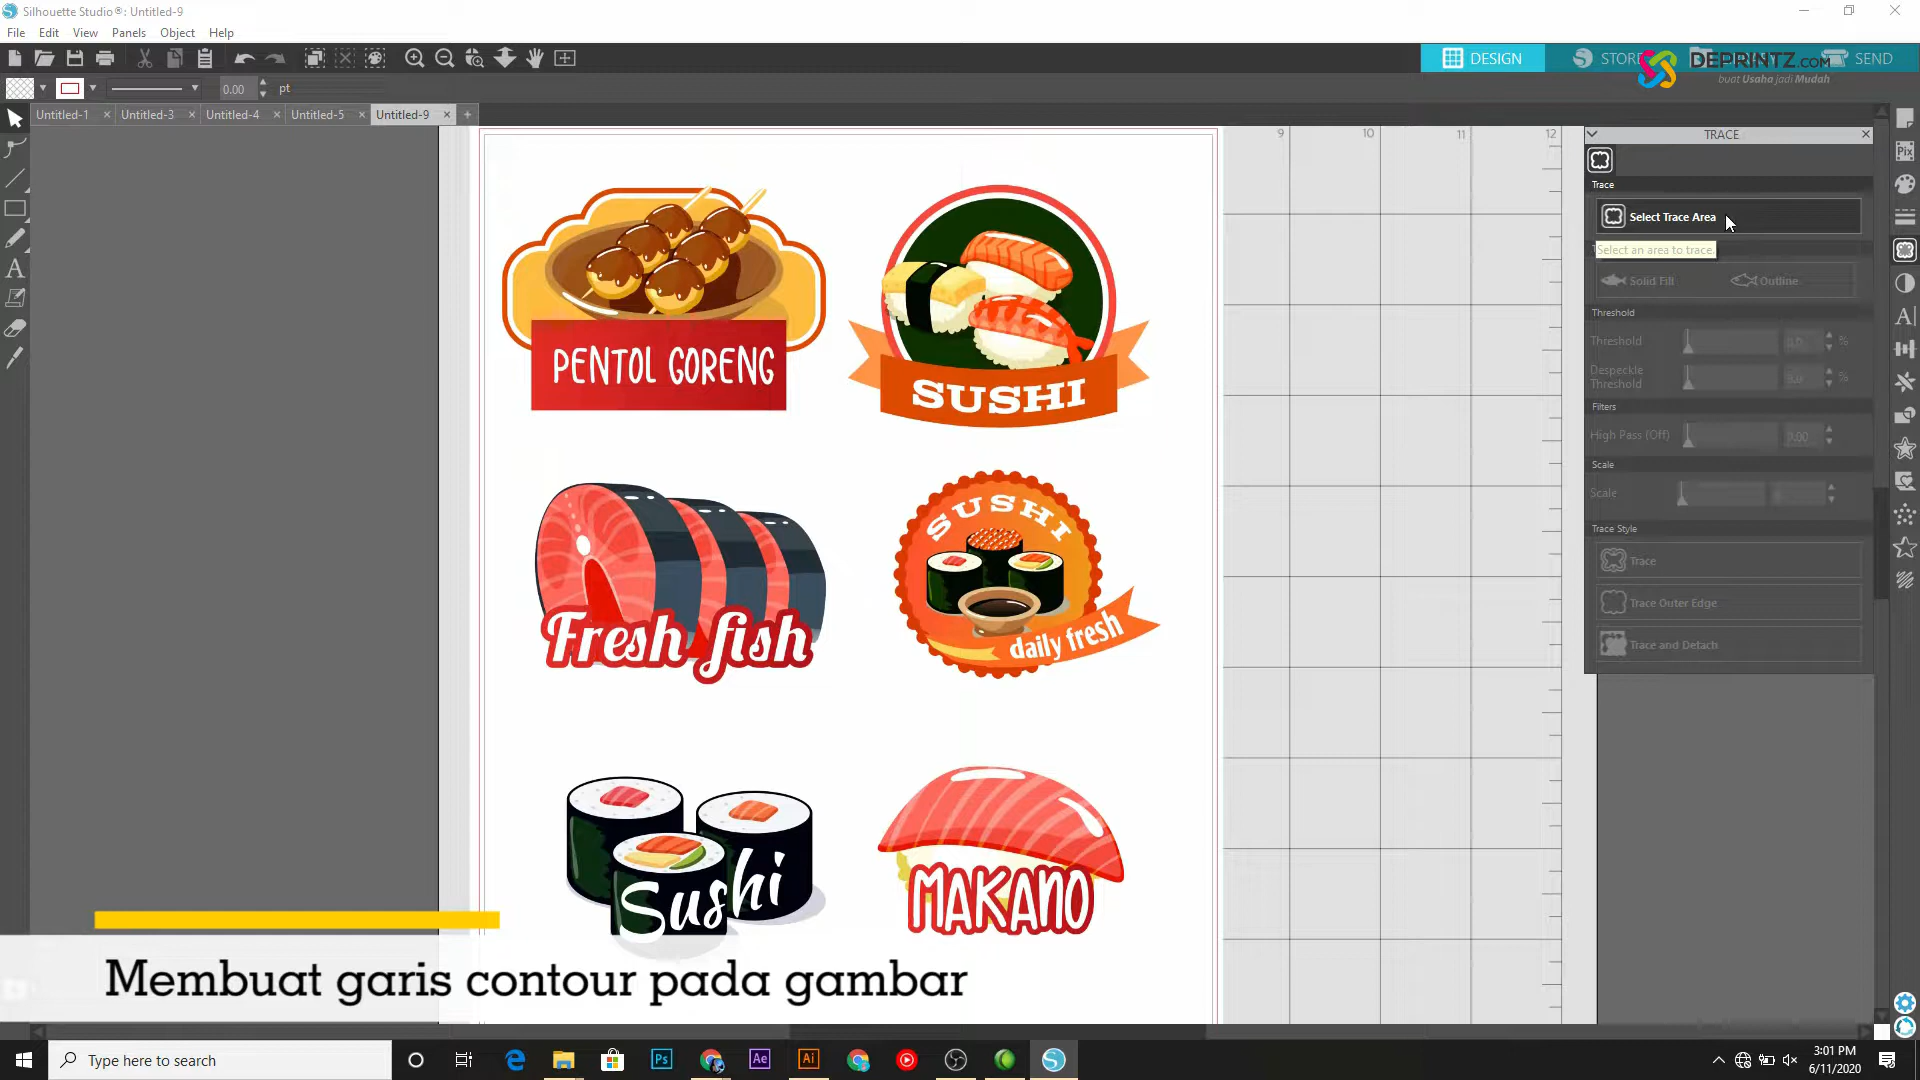 Silhouette Studio®: Untitled-9
File Edit View Panels Object Help
DESIGN
STORE
SEND
DEPRINTZ.COM
buat Usaha jadi Mudah
0.00 pt
Untitled-1 Untitled-3 Untitled-4 Untitled-5 Untitled-9
9 10 11 12
TRACE
Trace
Select Trace Area
Select an area to trace.
Solid Fill Outline
Threshold
Threshold %
Despeckle
Threshold %
Filters
High Pass (Off)
Scale
Scale
Trace Style
Trace
Trace Outer Edge
Trace and Detach
Pix
PENTOL GORENG
SUSHI
Fresh fish
SUSHI
daily fresh
Sushi
MAKANO
Membuat garis contour pada gambar
Type here to search
Ps
Ae
Ai
3:01 PM
6/11/2020